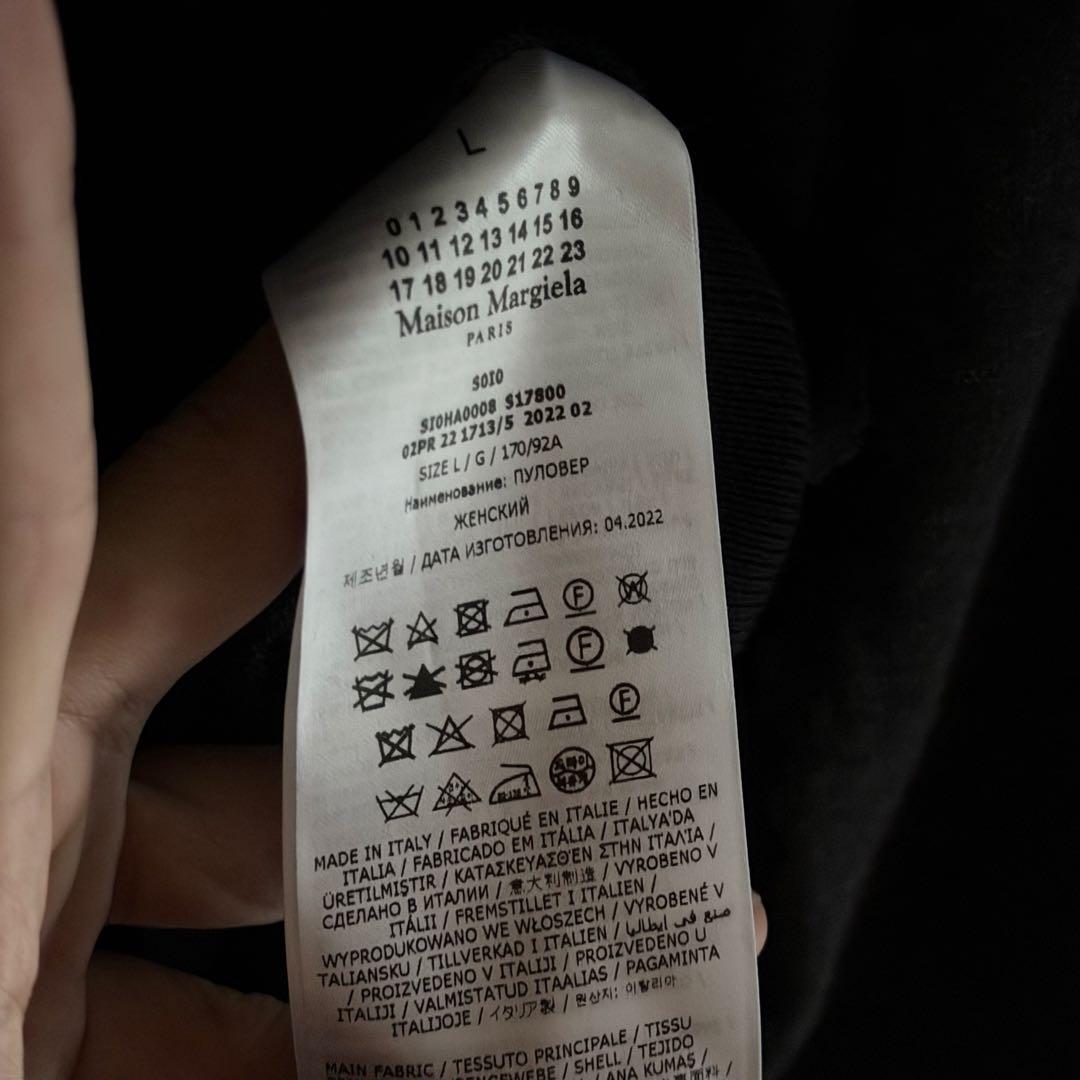 L
0 1 2 3 4 5 6 7 8 9
10 11 12 13 14 15 16
17 18 19 20 21 22 23
Maison Margiela
PARIS
S0I0
SI0HA0008 S17800
02PR 22 1713/5 2022 02
SIZE L / G / 170/92A
Наименование: ПУЛОВЕР
ЖЕНСКИЙ
제조년월 / ДАТА ИЗГОТОВЛЕНИЯ: 04.2022
F W
F
F
MADE IN ITALY / FABRIQUÉ EN ITALIE / HECHO EN
ITALIA / FABRICADO EM ITÁLIA / ITALYA'DA
ÜRETILMIŞTIR / ΚΑΤΑΣΚΕΥΑΣΘΕΝ ΣΤΗΝ ΙΤΑΛΙΑ /
СДЕЛАНО В ИТАЛИИ / 意大利制造 / VYROBENO V
ITÁLII / FREMSTILLET I ITALIEN /
WYPRODUKOWANO WE WŁOSZECH / VYROBENÉ V
TALIANSKU / TILLVERKAD I ITALIEN / صنع في ايطاليا
/ PROIZVEDENO V ITALIJI / PROIZVEDENO U
ITALIJI / VALMISTATUD ITAALIAS / PAGAMINTA
ITALIJOJE / イタリア製 / 원산지: 이탈리아
MAIN FABRIC / TESSUTO PRINCIPALE / TISSU
/ SHELL / TEJIDO
/ ANA KUMAŞ /